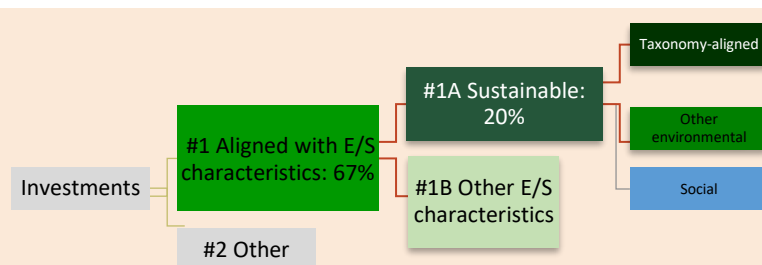 Taxonomy-aligned
#1A Sustainable:
20%
#1 Aligned with E/S
characteristics: 67%
Other
environmental
Investments
#1B Other E/S
characteristics
Social
#2 Other